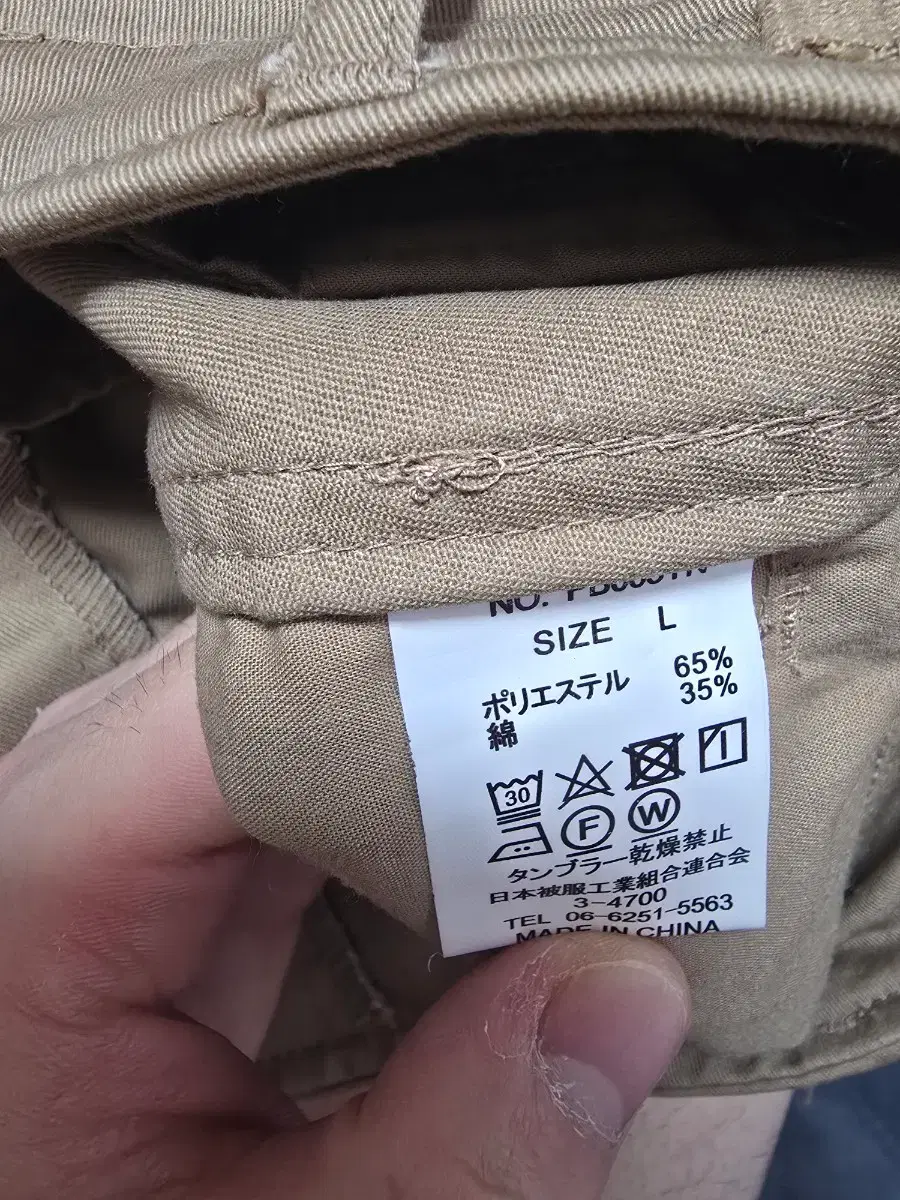 NO.
SIZE L
ポリエステル 65%
綿 35%
30
F W
タンブラー乾燥禁止
日本被服工業組合連合会
3-4700
TEL 06-6251-5563
MADE IN CHINA